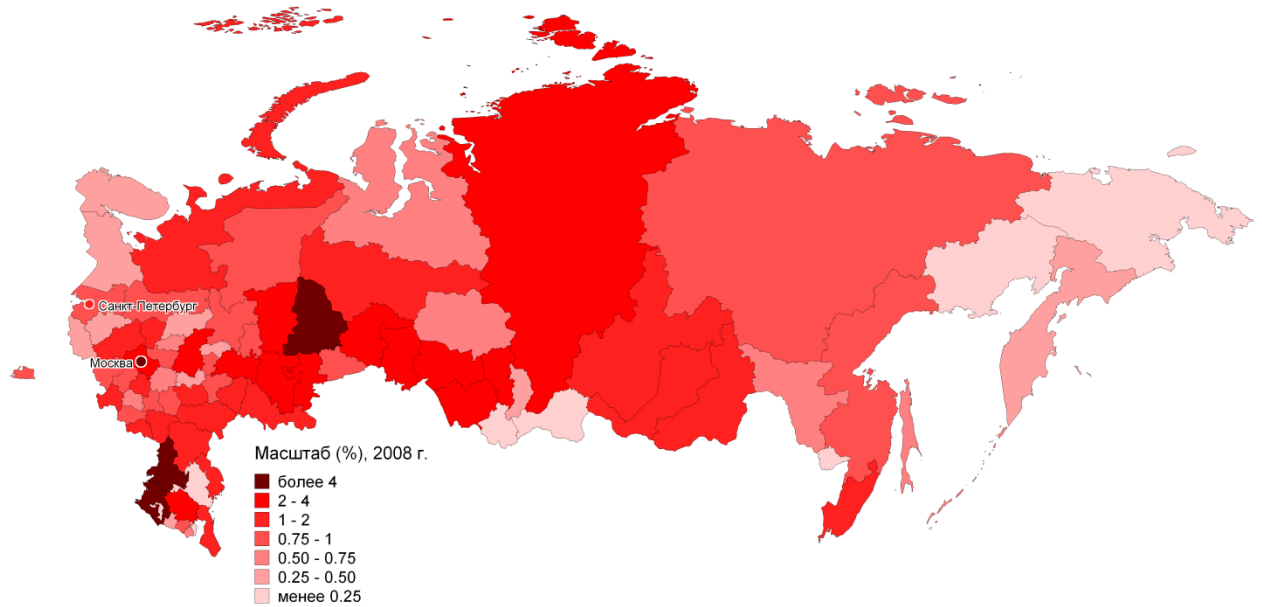 Санкт-Петербург
Москва
Масштаб (%), 2008 г.
более 4
2 - 4
1 - 2
0.75 - 1
0.50 - 0.75
0.25 - 0.50
менее 0.25